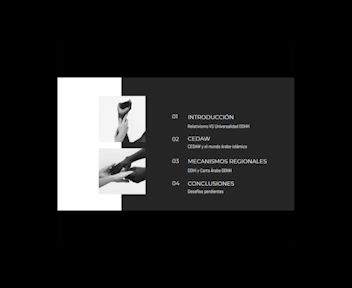 01 INTRODUCCIÓN
Relativismo VS Universalidad DDHH
02 CEDAW
CEDAW y el mundo árabe-islámico
03 MECANISMOS REGIONALES
DDHI y Carta Árabe DDHH
04 CONCLUSIONES
Desafíos pendientes